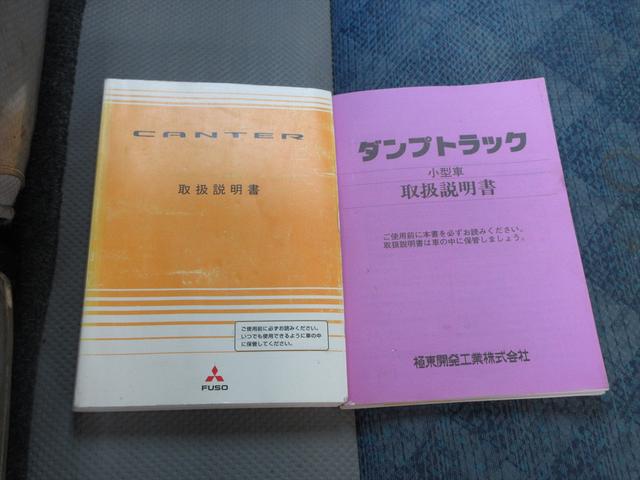 CANTER
取扱説明書
ご使用前に必ずお読みください。
いつでも使用できるように車の中
に保管してください。
FUSO
ダンプトラック
小型車
取扱説明書
ご使用前に本書を必ずお読みください。
取扱説明書は車の中に保管しましょう。
極東開発工業株式会社